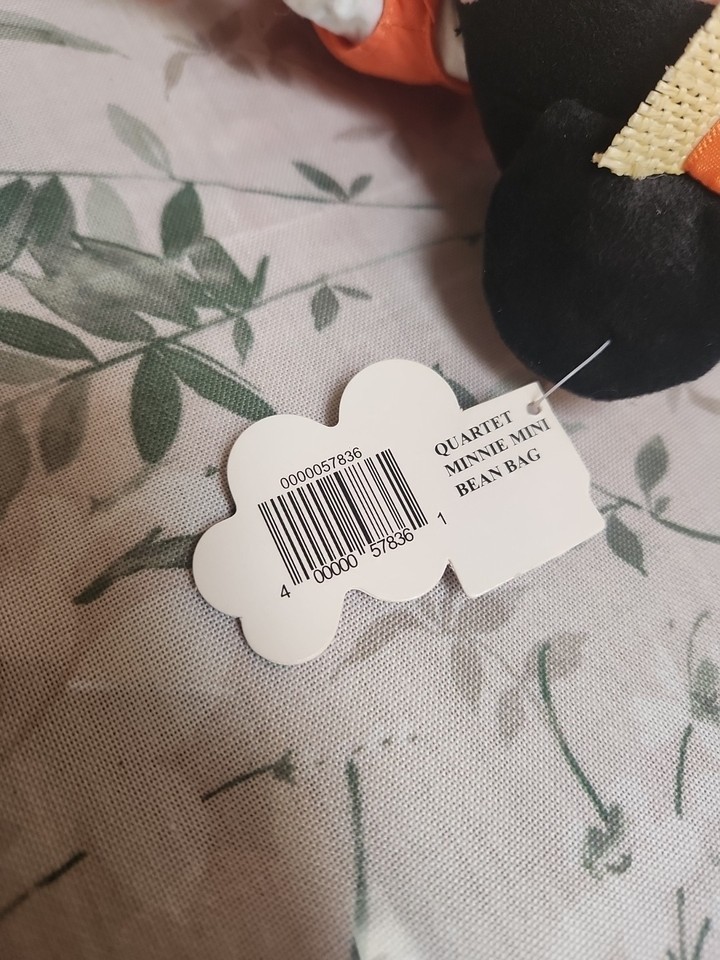 QUARTET
MINNIE MINI
BEAN BAG
0000057836
4 00000 57836 1